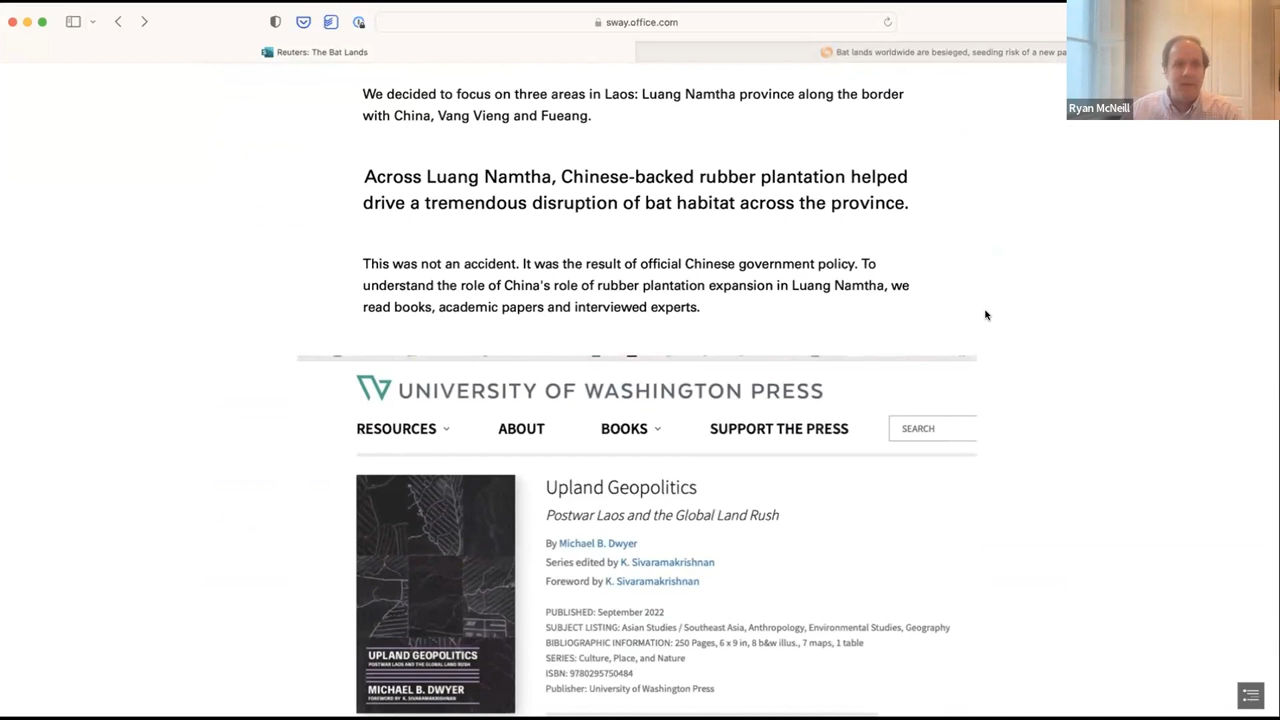 sway.office.com
Reuters: The Bat Lands
Bat lands worldwide are besieged, seeding risk of a new pa
Ryan McNeill
We decided to focus on three areas in Laos: Luang Namtha province along the border
with China, Vang Vieng and Fueang.
Across Luang Namtha, Chinese-backed rubber plantation helped
drive a tremendous disruption of bat habitat across the province.
This was not an accident. It was the result of official Chinese government policy. To
understand the role of China's role of rubber plantation expansion in Luang Namtha, we
read books, academic papers and interviewed experts.
UNIVERSITY OF WASHINGTON PRESS
RESOURCES ABOUT BOOKS SUPPORT THE PRESS SEARCH
Upland Geopolitics
Postwar Laos and the Global Land Rush
By Michael B. Dwyer
Series edited by K. Sivaramakrishnan
Foreword by K. Sivaramakrishnan
PUBLISHED: September 2022
SUBJECT LISTING: Asian Studies / Southeast Asia, Anthropology, Environmental Studies, Geography
BIBLIOGRAPHIC INFORMATION: 250 Pages, 6 x 9 in, 8 b&w illus., 7 maps, 1 table
SERIES: Culture, Place, and Nature
ISBN: 9780295750484
Publisher: University of Washington Press
UPLAND GEOPOLITICS
POSTWAR LAOS AND THE GLOBAL LAND RUSH
MICHAEL B. DWYER
FOREWORD BY K. SIVARAMAKRISHNAN